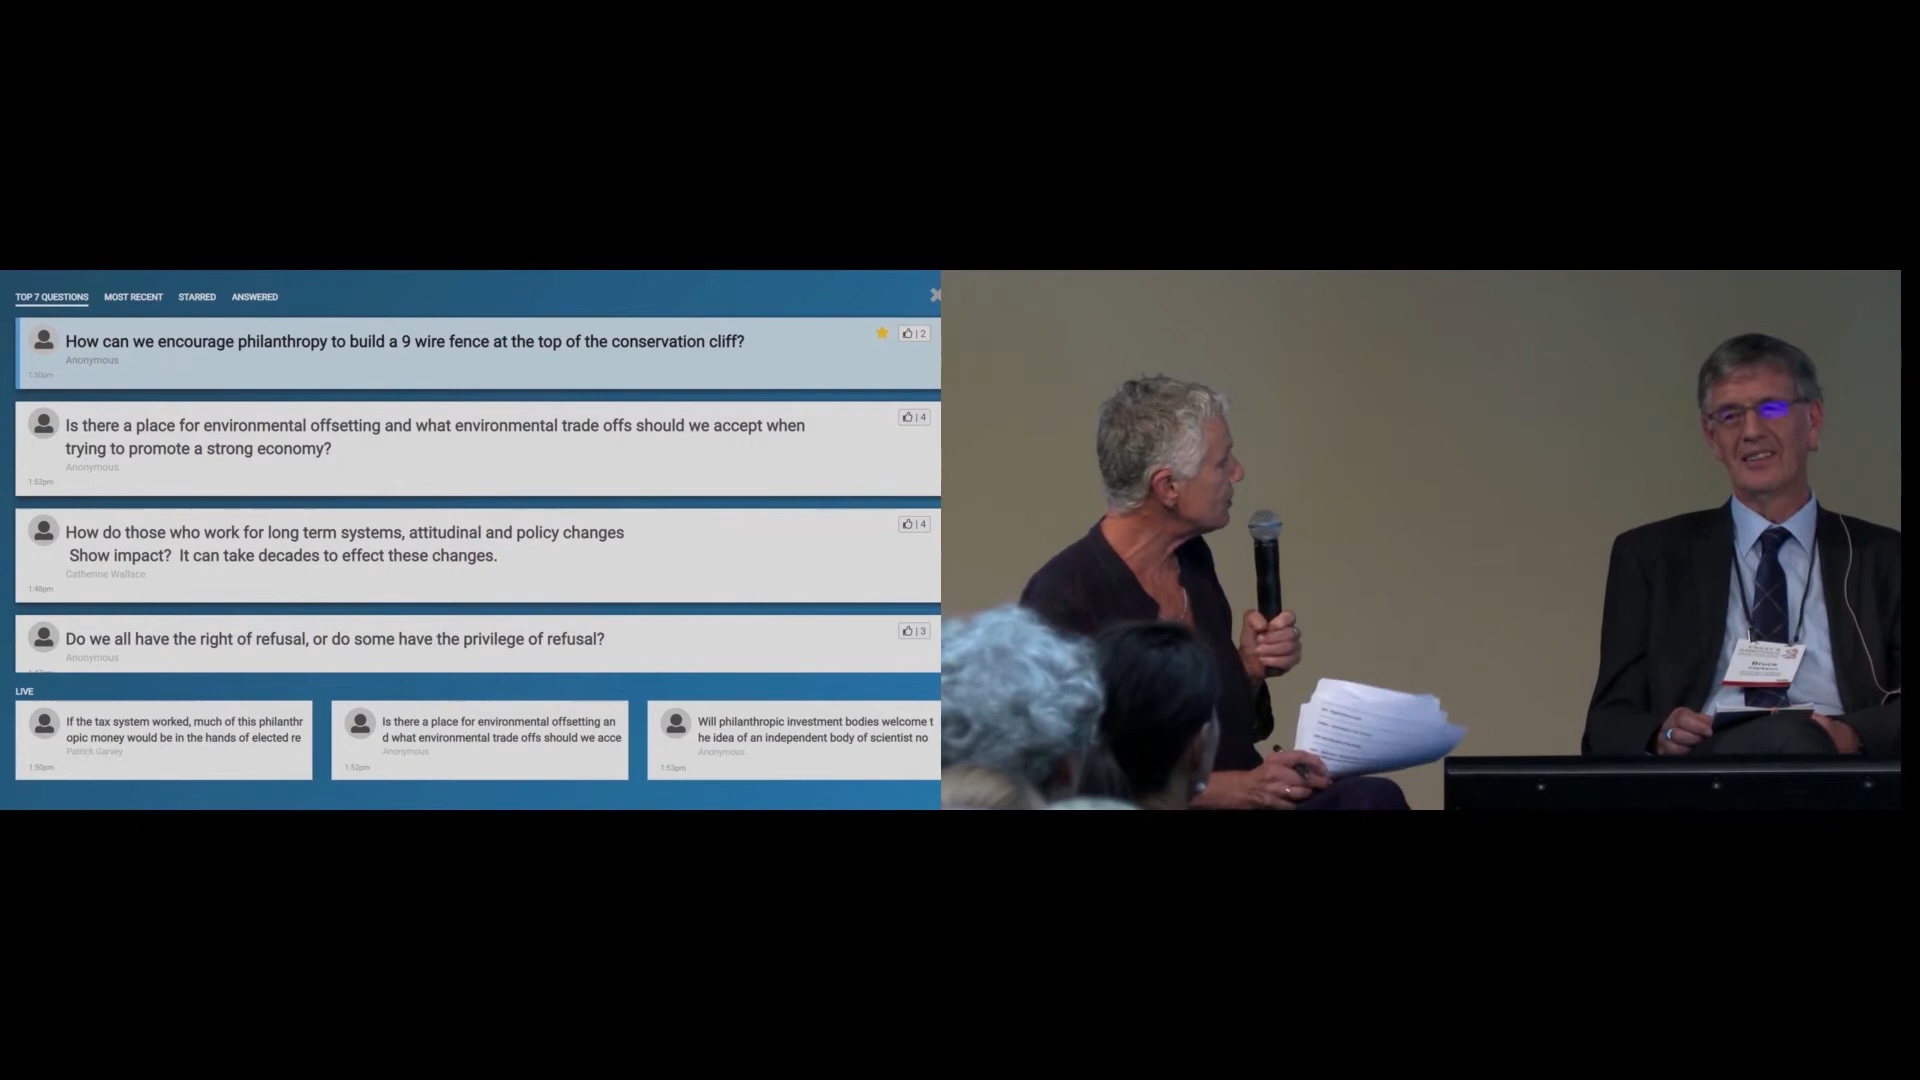 TOP 7 QUESTIONS MOST RECENT STARRED ANSWERED
How can we encourage philanthropy to build a 9 wire fence at the top of the conservation cliff?
2
Anonymous
1:50pm
Is there a place for environmental offsetting and what environmental trade offs should we accept when
4
trying to promote a strong economy?
Anonymous
1:52pm
How do those who work for long term systems, attitudinal and policy changes
4
Show impact? It can take decades to effect these changes.
Catherine Wallace
1:48pm
Do we all have the right of refusal, or do some have the privilege of refusal?
3
Anonymous
LIVE
If the tax system worked, much of this philanthr
opic money would be in the hands of elected re
Patrick Garvey
1:50pm
Is there a place for environmental offsetting an
d what environmental trade offs should we acce
Anonymous
1:52pm
Will philanthropic investment bodies welcome t
he idea of an independent body of scientist no
Anonymous
1:53pm
Bruce